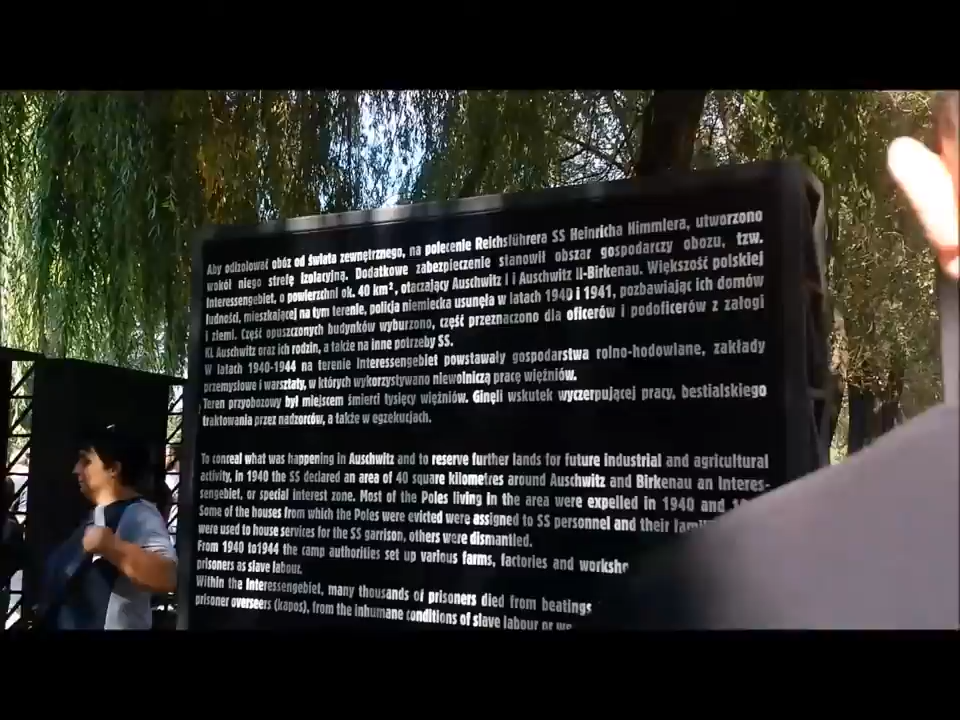 Aby odizolować obóz od świata zewnętrznego, na polecenie Reichsführera SS Heinricha Himmlera, utworzono
wokół niego strefę izolacyjną. Dodatkowe zabezpieczenie stanowił obszar gospodarczy obozu, tzw.
Interessengebiet, o powierzchni ok. 40 km², otaczający Auschwitz I i Auschwitz II-Birkenau. Większość polskiej
ludności, mieszkającej na tym terenie, policja niemiecka usunęła w latach 1940 i 1941, pozbawiając ich domów
i ziemi. Część opuszczonych budynków wyburzono, część przeznaczono dla oficerów i podoficerów z załogi
KL Auschwitz oraz ich rodzin, a także na inne potrzeby SS.
W latach 1940-1944 na terenie Interessengebiet powstawały gospodarstwa rolno-hodowlane, zakłady
przemysłowe i warsztaty, w których wykorzystywano niewolniczą pracę więźniów.
Teren przyobozowy był miejscem śmierci tysięcy więźniów. Ginęli wskutek wyczerpującej pracy, bestialskiego
traktowania przez nadzorców, a także w egzekucjach.
To conceal what was happening in Auschwitz and to reserve further lands for future industrial and agricultural
activity, in 1940 the SS declared an area of 40 square kilometres around Auschwitz and Birkenau an Interes-
sengebiet, or special interest zone. Most of the Poles living in the area were expelled in 1940 and
Some of the houses from which the Poles were evicted were assigned to SS personnel and their
were used to house services for the SS garrison, others were dismantled.
From 1940 to1944 the camp authorities set up various farms, factories and
prisoners as slave labour.
Within the Interessengebiet, many thousands of prisoners died from beatings
prisoner overseers (kapos), from the inhumane conditions of slave labour or